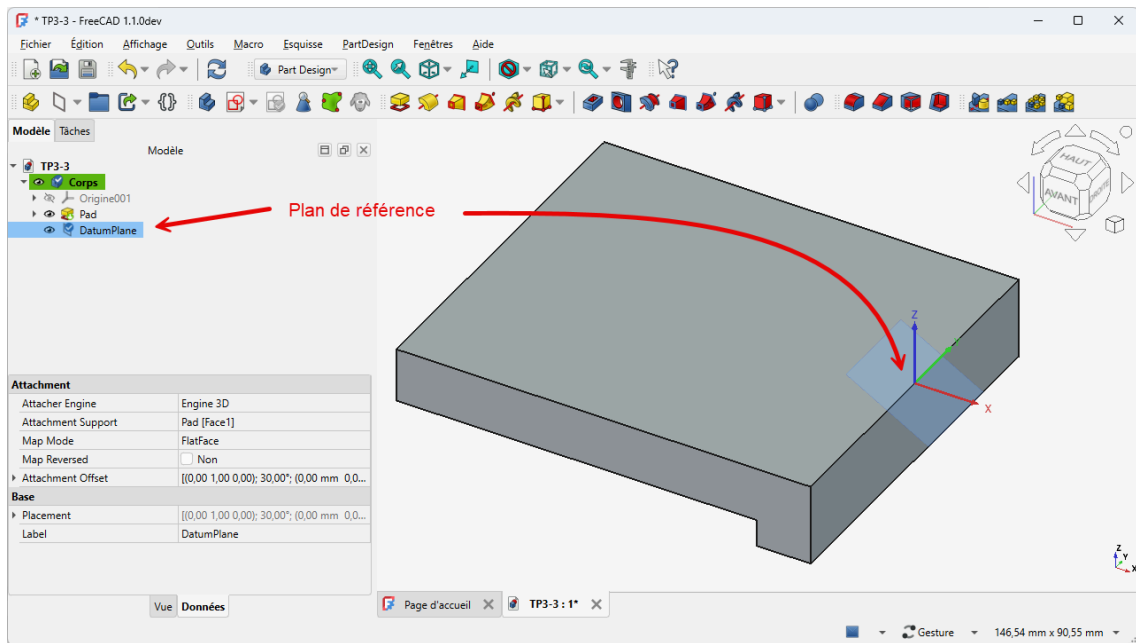 * TP3-3 - FreeCAD 1.1.0dev
Fichier Édition Affichage Outils Macro Esquisse PartDesign Fenêtres Aide
Part Design
Modèle Tâches
Modèle
TP3-3
Corps
Origine001
Pad
DatumPlane
Plan de référence
HAUT
AVANT
DROITE
Z
X
Attachment
Attacher Engine Engine 3D
Attachment Support Pad [Face1]
Map Mode FlatFace
Map Reversed Non
Attachment Offset [(0,00 1,00 0,00); 30,00°; (0,00 mm 0,0...
Base
Placement [(0,00 1,00 0,00); 30,00°; (0,00 mm 0,0...
Label DatumPlane
Z
Y
X
Vue Données
Page d'accueil TP3-3 : 1*
Gesture 146,54 mm x 90,55 mm